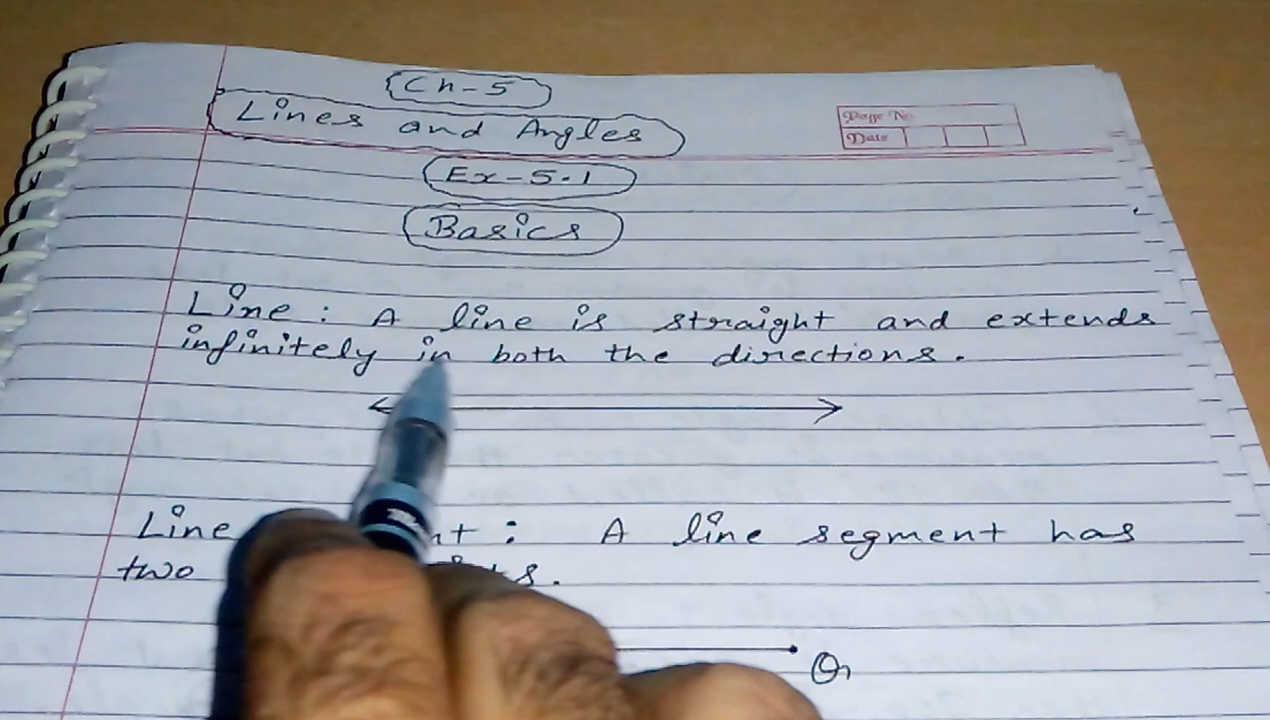 Ch-5
Lines and Angles
Page No.
Date
Ex-5.1
Basics
Line: A line is straight and extends
infinitely in both the directions.
Line : A line segment has
two
Q